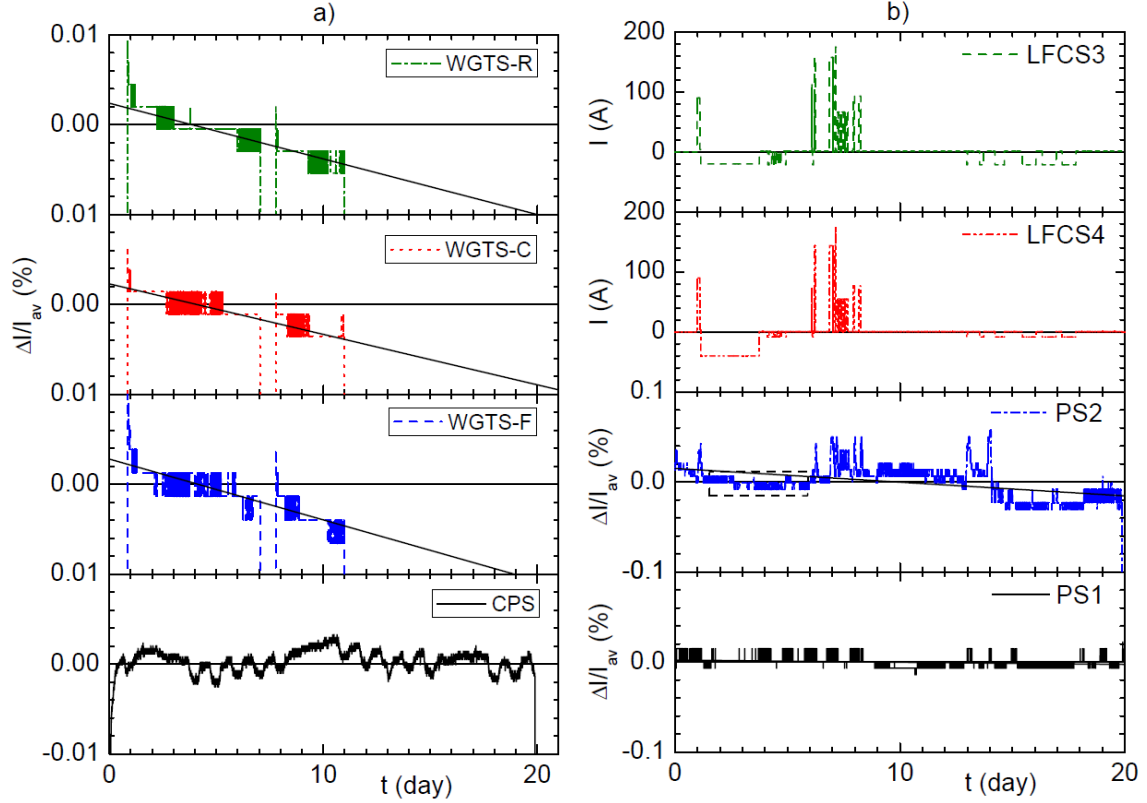 a)
0.01
0.00
0.01
0.00
0.01
0.00
0.01
0.00
-0.01
ΔI/I_av (%)
WGTS-R
WGTS-C
WGTS-F
CPS
0
10
20
t (day)
b)
200
100
0
200
100
0
0.1
0.0
-0.1
0.0
-0.1
I (A)
I (A)
ΔI/I_av (%)
ΔI/I_av (%)
LFCS3
LFCS4
PS2
PS1
0
10
20
t (day)